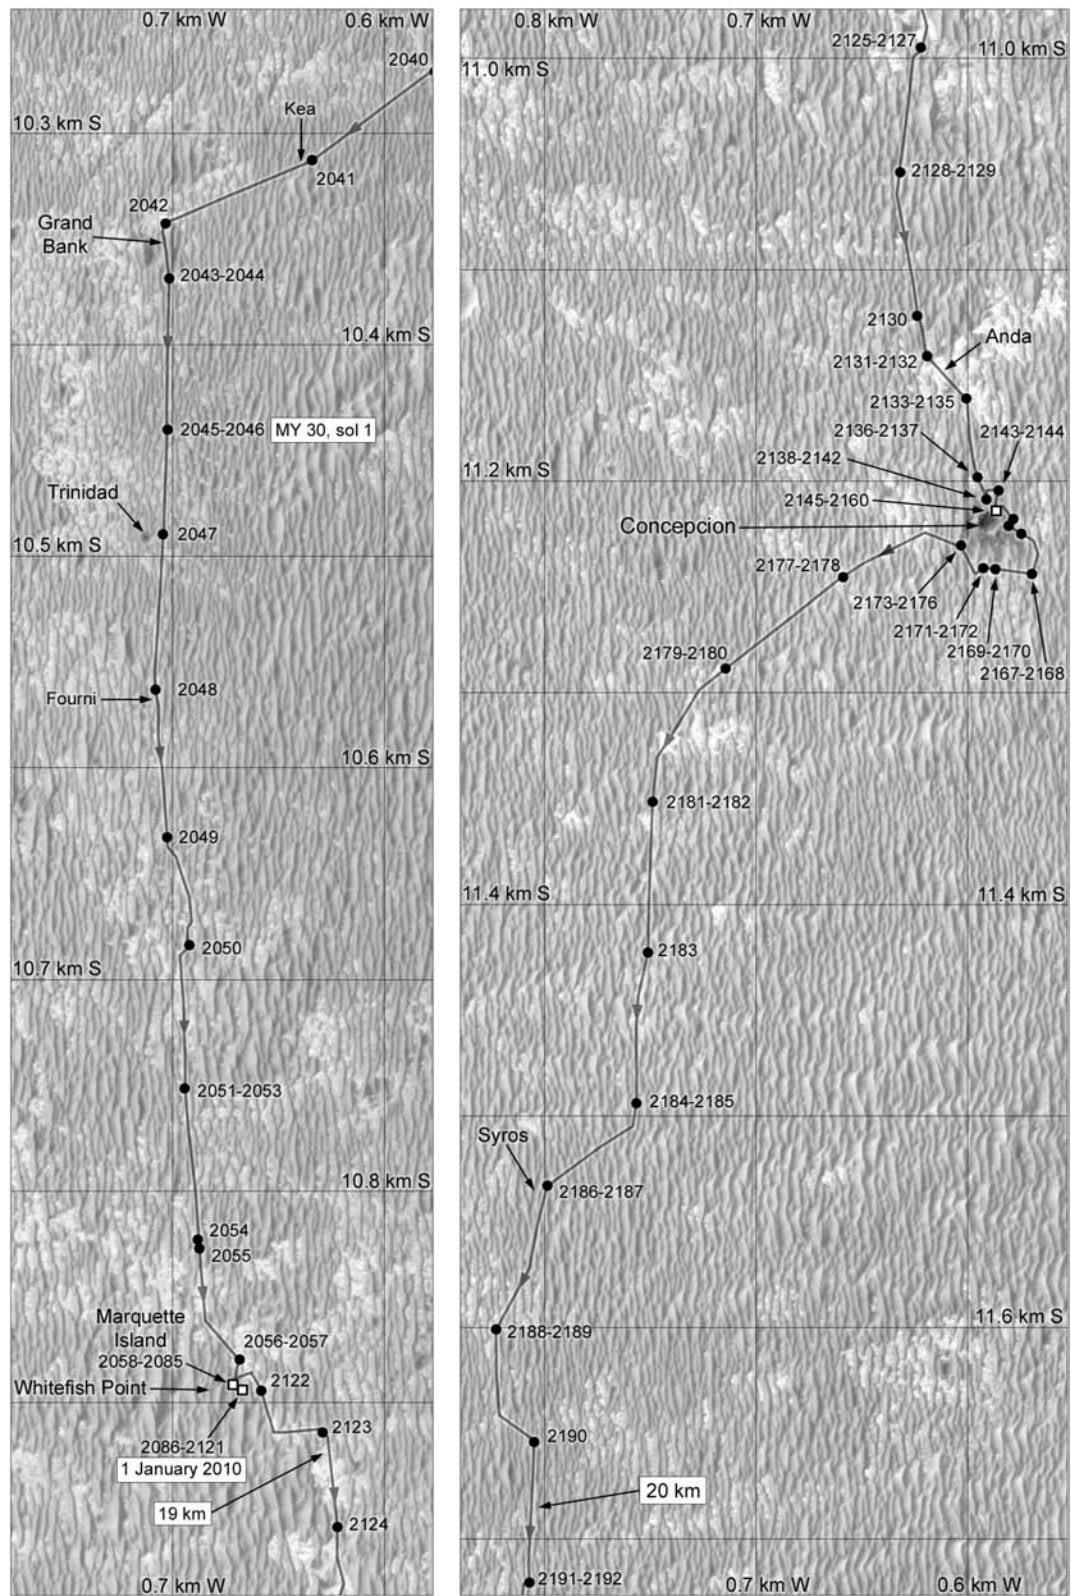 0.7 km W
0.6 km W
2040
Kea
10.3 km S
2041
2042
Grand
Bank
2043-2044
10.4 km S
2045-2046
MY 30, sol 1
Trinidad
2047
10.5 km S
2048
Fourni
10.6 km S
2049
2050
10.7 km S
2051-2053
10.8 km S
2054
2055
Marquette
Island
2056-2057
2058-2085
Whitefish Point
2122
2123
2086-2121
1 January 2010
19 km
2124
0.7 km W
0.8 km W
0.7 km W
2125-2127
11.0 km S
11.0 km S
2128-2129
2130
Anda
2131-2132
2133-2135
2136-2137
2143-2144
2138-2142
11.2 km S
2145-2160
Concepcion
2177-2178
2173-2176
2171-2172
2169-2170
2167-2168
2179-2180
2181-2182
11.4 km S
11.4 km S
2183
2184-2185
Syros
2186-2187
11.6 km S
2188-2189
2190
20 km
2191-2192
0.7 km W
0.6 km W